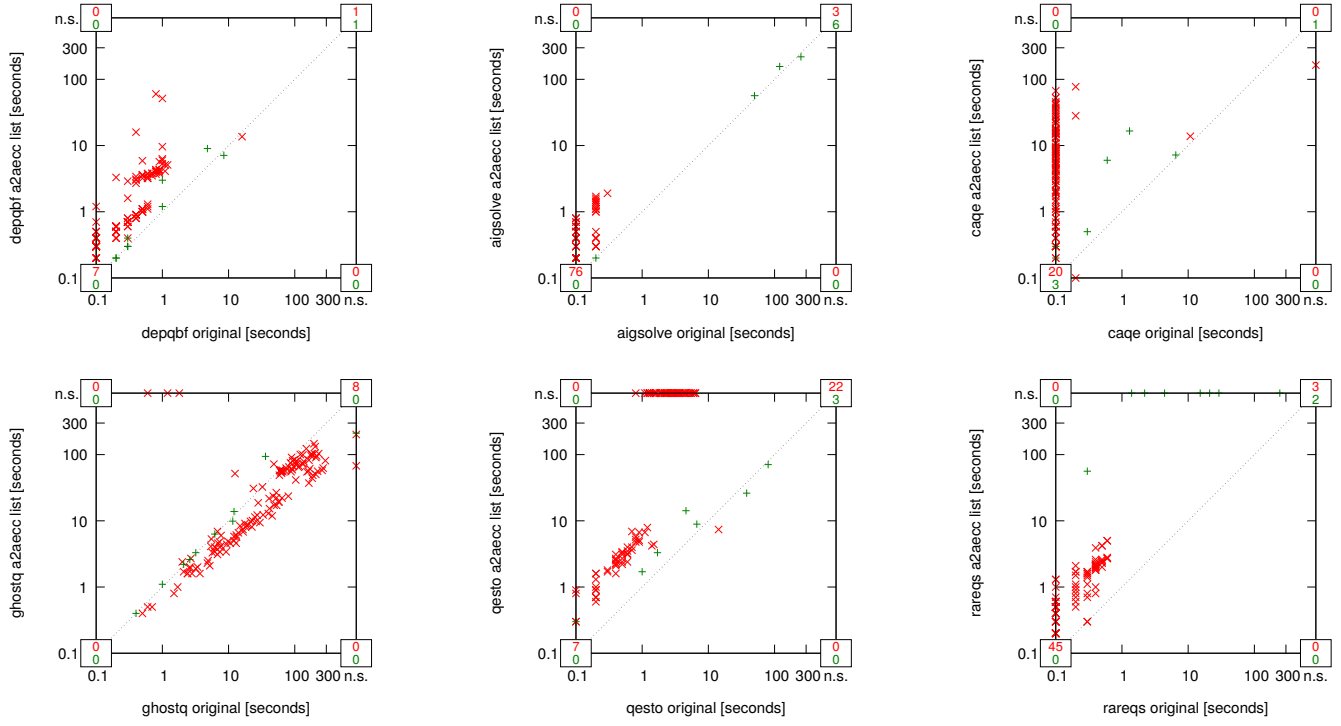 n.s. 0 0 1 1
300
100
10
1
0.1 7 0 0 0
0.1 1 10 100 300 n.s.
depqbf a2aecc list [seconds]
depqbf original [seconds]
n.s. 0 0 3 6
300
100
10
1
0.1 76 0 0 0
0.1 1 10 100 300 n.s.
aigsolve a2aecc list [seconds]
aigsolve original [seconds]
n.s. 0 0 0 1
300
100
10
1
0.1 20 3 0 0
0.1 1 10 100 300 n.s.
caqe a2aecc list [seconds]
caqe original [seconds]
n.s. 0 0 8 0
300
100
10
1
0.1 0 0 0 0
0.1 1 10 100 300 n.s.
ghostq a2aecc list [seconds]
ghostq original [seconds]
n.s. 0 0 22 3
300
100
10
1
0.1 7 0 0 0
0.1 1 10 100 300 n.s.
qesto a2aecc list [seconds]
qesto original [seconds]
n.s. 0 0 3 2
300
100
10
1
0.1 45 0 0 0
0.1 1 10 100 300 n.s.
rareqs a2aecc list [seconds]
rareqs original [seconds]